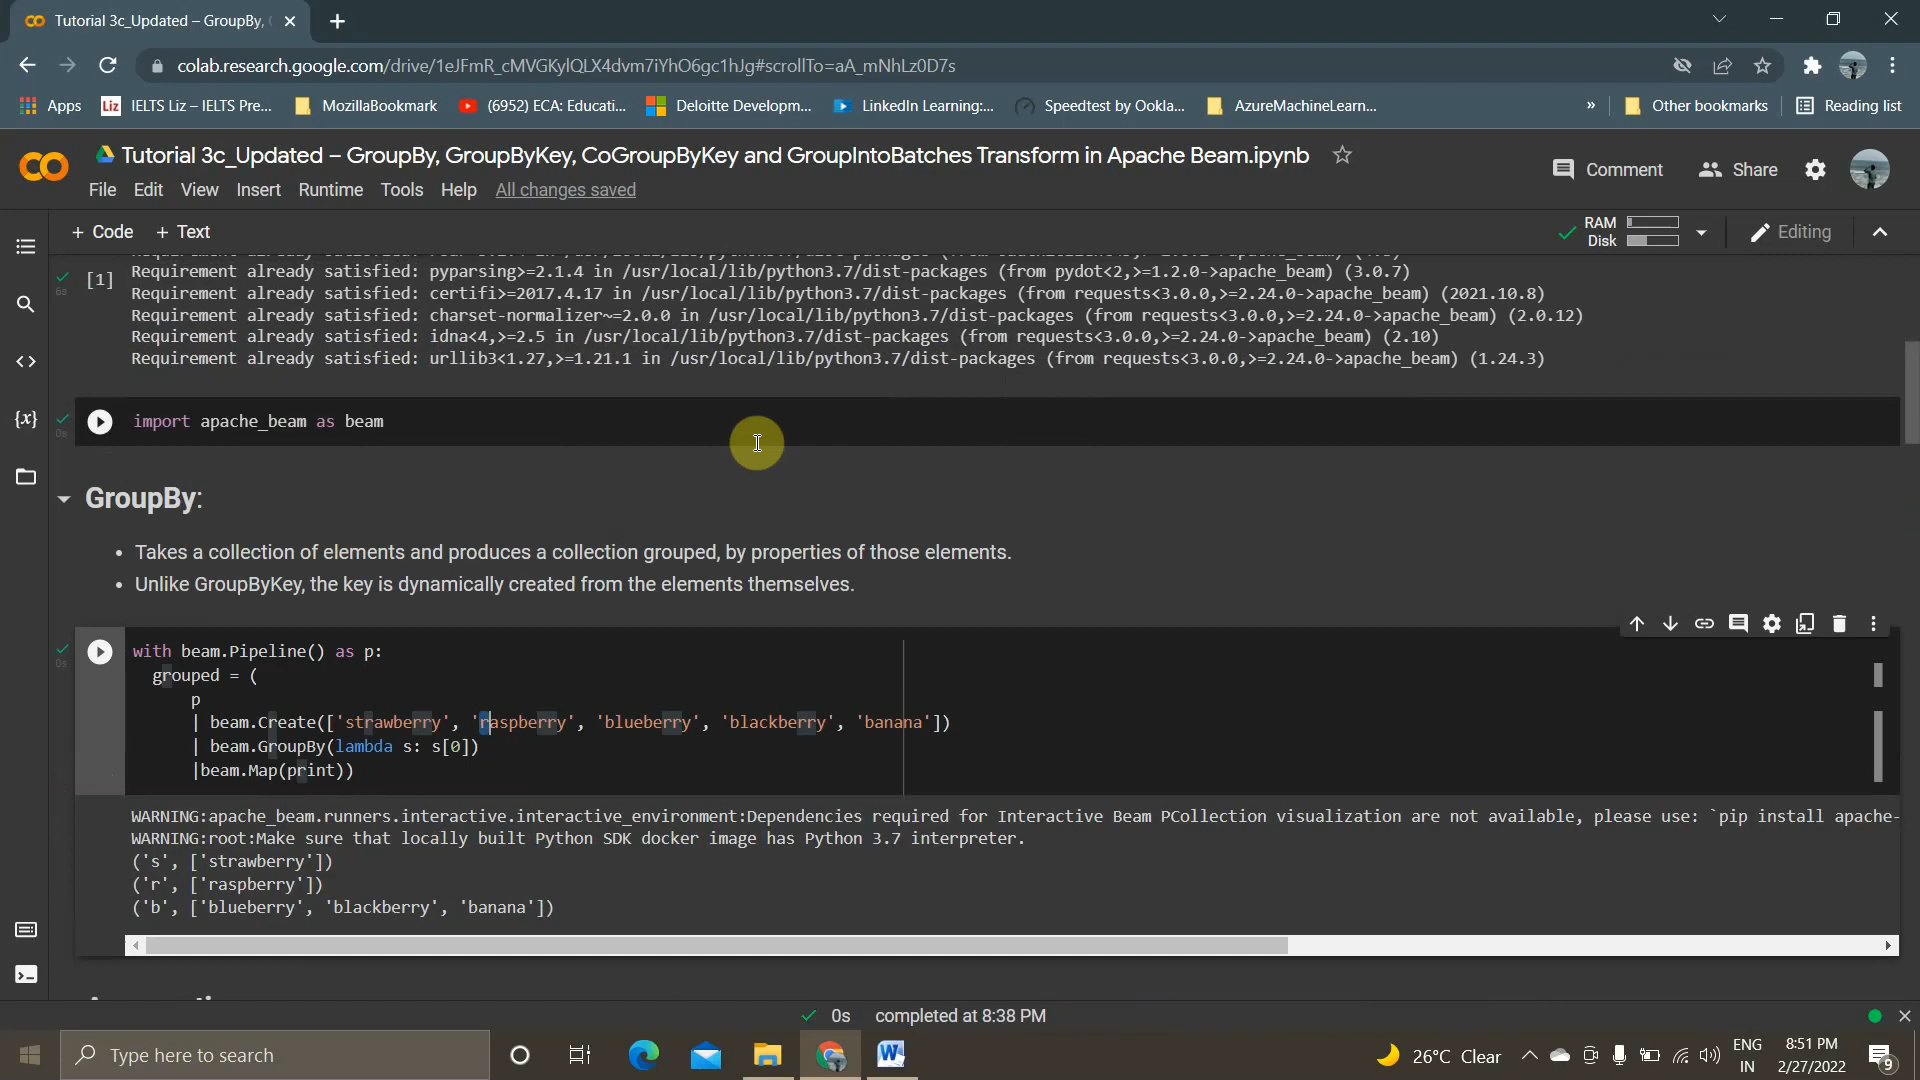 Tutorial 3c_Updated – GroupBy, (
colab.research.google.com/drive/1eJFmR_cMVGKylQLX4dvm7iYhO6gc1hJg#scrollTo=aA_mNhLz0D7s
Apps Liz IELTS Liz – IELTS Pre... MozillaBookmark (6952) ECA: Educati... Deloitte Developm... LinkedIn Learning:... Speedtest by Ookla... AzureMachineLearn... » Other bookmarks Reading list
Tutorial 3c_Updated – GroupBy, GroupByKey, CoGroupByKey and GroupIntoBatches Transform in Apache Beam.ipynb
Comment Share
File Edit View Insert Runtime Tools Help All changes saved
+ Code + Text RAM Disk Editing
[1] Requirement already satisfied: pyparsing>=2.1.4 in /usr/local/lib/python3.7/dist-packages (from pydot<2,>=1.2.0->apache_beam) (3.0.7)
6s Requirement already satisfied: certifi>=2017.4.17 in /usr/local/lib/python3.7/dist-packages (from requests<3.0.0,>=2.24.0->apache_beam) (2021.10.8)
Requirement already satisfied: charset-normalizer~=2.0.0 in /usr/local/lib/python3.7/dist-packages (from requests<3.0.0,>=2.24.0->apache_beam) (2.0.12)
Requirement already satisfied: idna<4,>=2.5 in /usr/local/lib/python3.7/dist-packages (from requests<3.0.0,>=2.24.0->apache_beam) (2.10)
Requirement already satisfied: urllib3<1.27,>=1.21.1 in /usr/local/lib/python3.7/dist-packages (from requests<3.0.0,>=2.24.0->apache_beam) (1.24.3)
import apache_beam as beam
0s
GroupBy:
• Takes a collection of elements and produces a collection grouped, by properties of those elements.
• Unlike GroupByKey, the key is dynamically created from the elements themselves.
with beam.Pipeline() as p:
0s
grouped = (
p
| beam.Create(['strawberry', 'raspberry', 'blueberry', 'blackberry', 'banana'])
| beam.GroupBy(lambda s: s[0])
|beam.Map(print))
WARNING:apache_beam.runners.interactive.interactive_environment:Dependencies required for Interactive Beam PCollection visualization are not available, please use: `pip install apache-
WARNING:root:Make sure that locally built Python SDK docker image has Python 3.7 interpreter.
('s', ['strawberry'])
('r', ['raspberry'])
('b', ['blueberry', 'blackberry', 'banana'])
0s completed at 8:38 PM
Type here to search 26°C Clear ENG IN 8:51 PM 2/27/2022 9